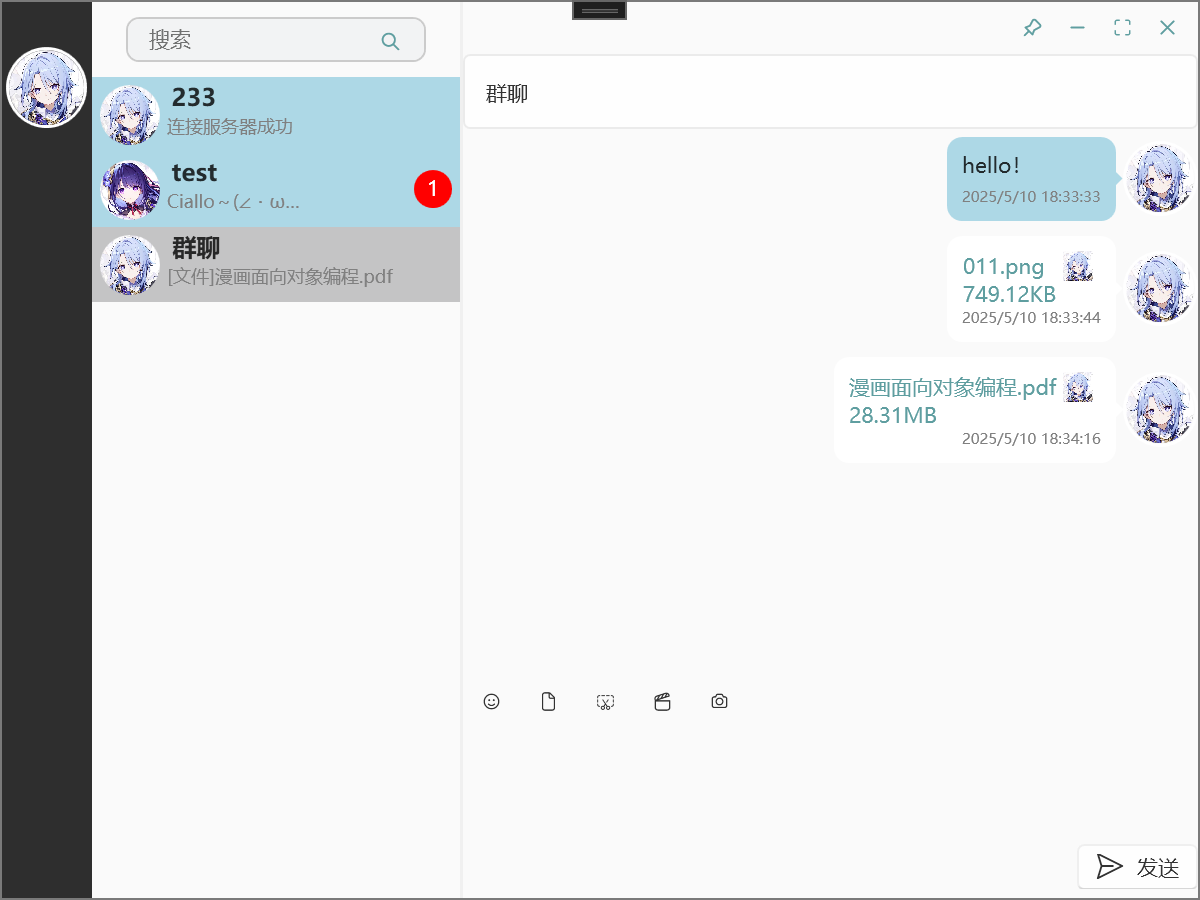 搜索
233
连接服务器成功
test
Ciallo～(∠・ω...
1
群聊
[文件]漫画面向对象编程.pdf
群聊
hello!
2025/5/10 18:33:33
011.png
749.12KB
2025/5/10 18:33:44
漫画面向对象编程.pdf
28.31MB
2025/5/10 18:34:16
发送